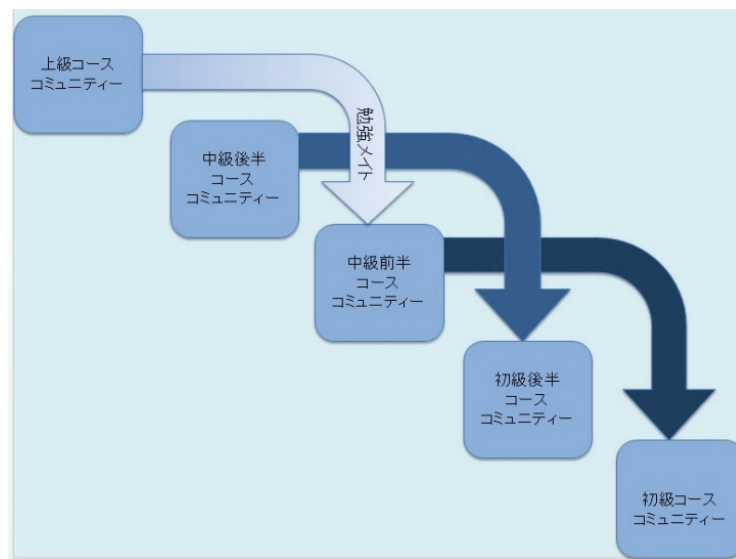 上級コース
コミュニティー
勉強メイト
中級後半
コース
コミュニティー
中級前半
コース
コミュニティー
初級後半
コース
コミュニティー
初級コース
コミュニティー